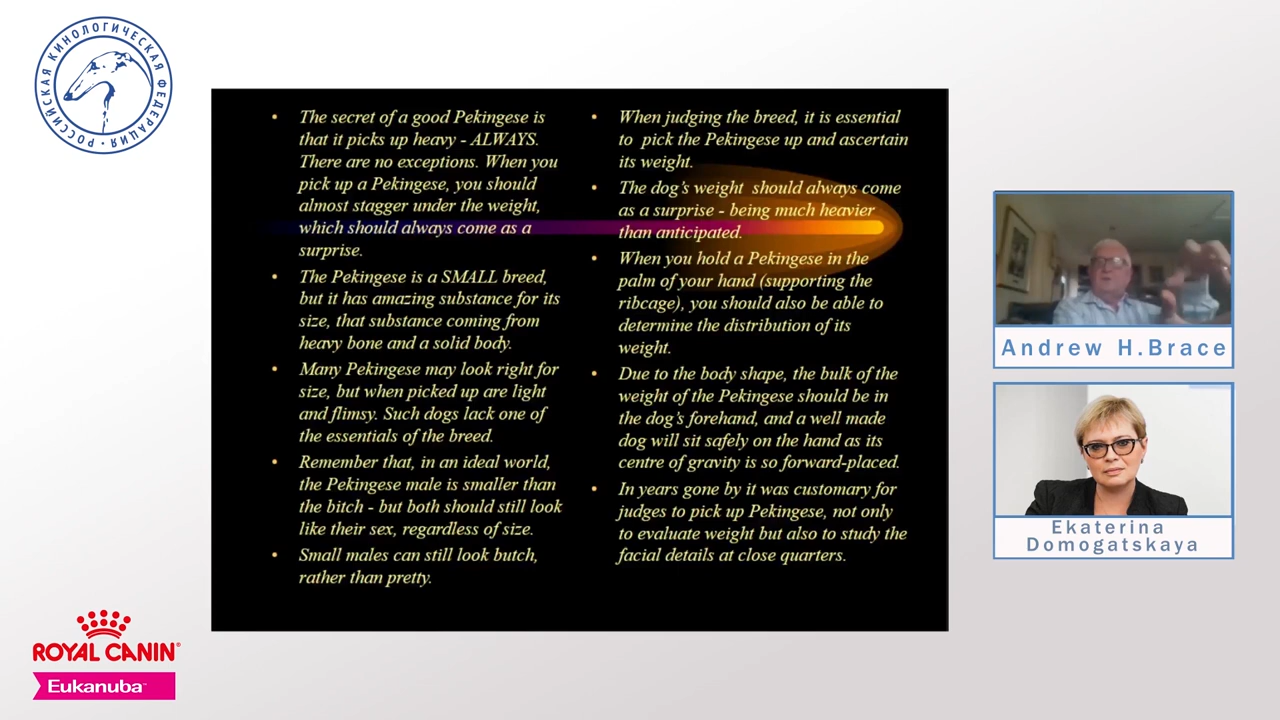 РОССИЙСКАЯ КИНОЛОГИЧЕСКАЯ ФЕДЕРАЦИЯ
• The secret of a good Pekingese is
that it picks up heavy - ALWAYS.
There are no exceptions. When you
pick up a Pekingese, you should
almost stagger under the weight,
which should always come as a
surprise.
• The Pekingese is a SMALL breed,
but it has amazing substance for its
size, that substance coming from
heavy bone and a solid body.
• Many Pekingese may look right for
size, but when picked up are light
and flimsy. Such dogs lack one of
the essentials of the breed.
• Remember that, in an ideal world,
the Pekingese male is smaller than
the bitch - but both should still look
like their sex, regardless of size.
• Small males can still look butch,
rather than pretty.
• When judging the breed, it is essential
to pick the Pekingese up and ascertain
its weight.
• The dog's weight should always come
as a surprise - being much heavier
than anticipated.
• When you hold a Pekingese in the
palm of your hand (supporting the
ribcage), you should also be able to
determine the distribution of its
weight.
• Due to the body shape, the bulk of the
weight of the Pekingese should be in
the dog's forehand, and a well made
dog will sit safely on the hand as its
centre of gravity is so forward-placed.
• In years gone by it was customary for
judges to pick up Pekingese, not only
to evaluate weight but also to study the
facial details at close quarters.
Andrew H.Brace
Ekaterina
Domogatskaya
ROYAL CANIN
Eukanuba